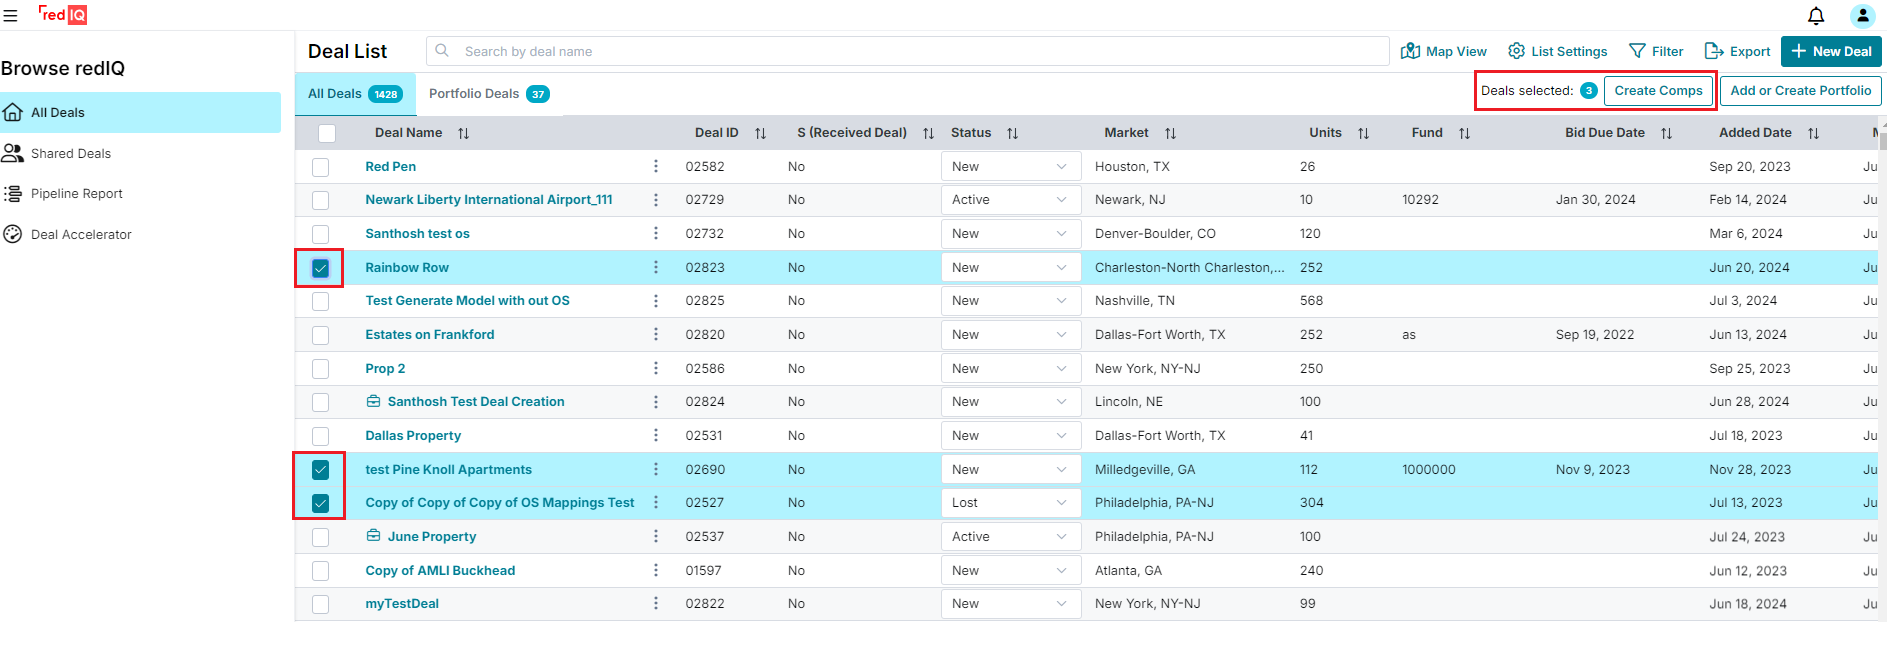 redIQ
Browse redIQ
All Deals
Shared Deals
Pipeline Report
Deal Accelerator
Deal List
Search by deal name
Map View
List Settings
Filter
Export
+ New Deal
All Deals 1428
Portfolio Deals 37
Deals selected: 3
Create Comps
Add or Create Portfolio
Deal Name Deal ID S (Received Deal) Status Market Units Fund Bid Due Date Added Date
Red Pen 02582 No New Houston, TX 26 Sep 20, 2023 Ju
Newark Liberty International Airport_111 02729 No Active Newark, NJ 10 10292 Jan 30, 2024 Feb 14, 2024 Ju
Santhosh test os 02732 No New Denver-Boulder, CO 120 Mar 6, 2024 Ju
Rainbow Row 02823 No New Charleston-North Charleston,... 252 Jun 20, 2024 Ju
Test Generate Model with out OS 02825 No New Nashville, TN 568 Jul 3, 2024 Ju
Estates on Frankford 02820 No New Dallas-Fort Worth, TX 252 as Sep 19, 2022 Jun 13, 2024 Ju
Prop 2 02586 No New New York, NY-NJ 250 Sep 25, 2023 Ju
Santhosh Test Deal Creation 02824 No New Lincoln, NE 100 Jun 28, 2024 Ju
Dallas Property 02531 No New Dallas-Fort Worth, TX 41 Jul 18, 2023 Ju
test Pine Knoll Apartments 02690 No New Milledgeville, GA 112 1000000 Nov 9, 2023 Nov 28, 2023 Ju
Copy of Copy of Copy of OS Mappings Test 02527 No Lost Philadelphia, PA-NJ 304 Jul 13, 2023 Ju
June Property 02537 No Active Philadelphia, PA-NJ 100 Jul 24, 2023 Ju
Copy of AMLI Buckhead 01597 No New Atlanta, GA 240 Jun 12, 2023 Ju
myTestDeal 02822 No New New York, NY-NJ 99 Jun 18, 2024 Ju